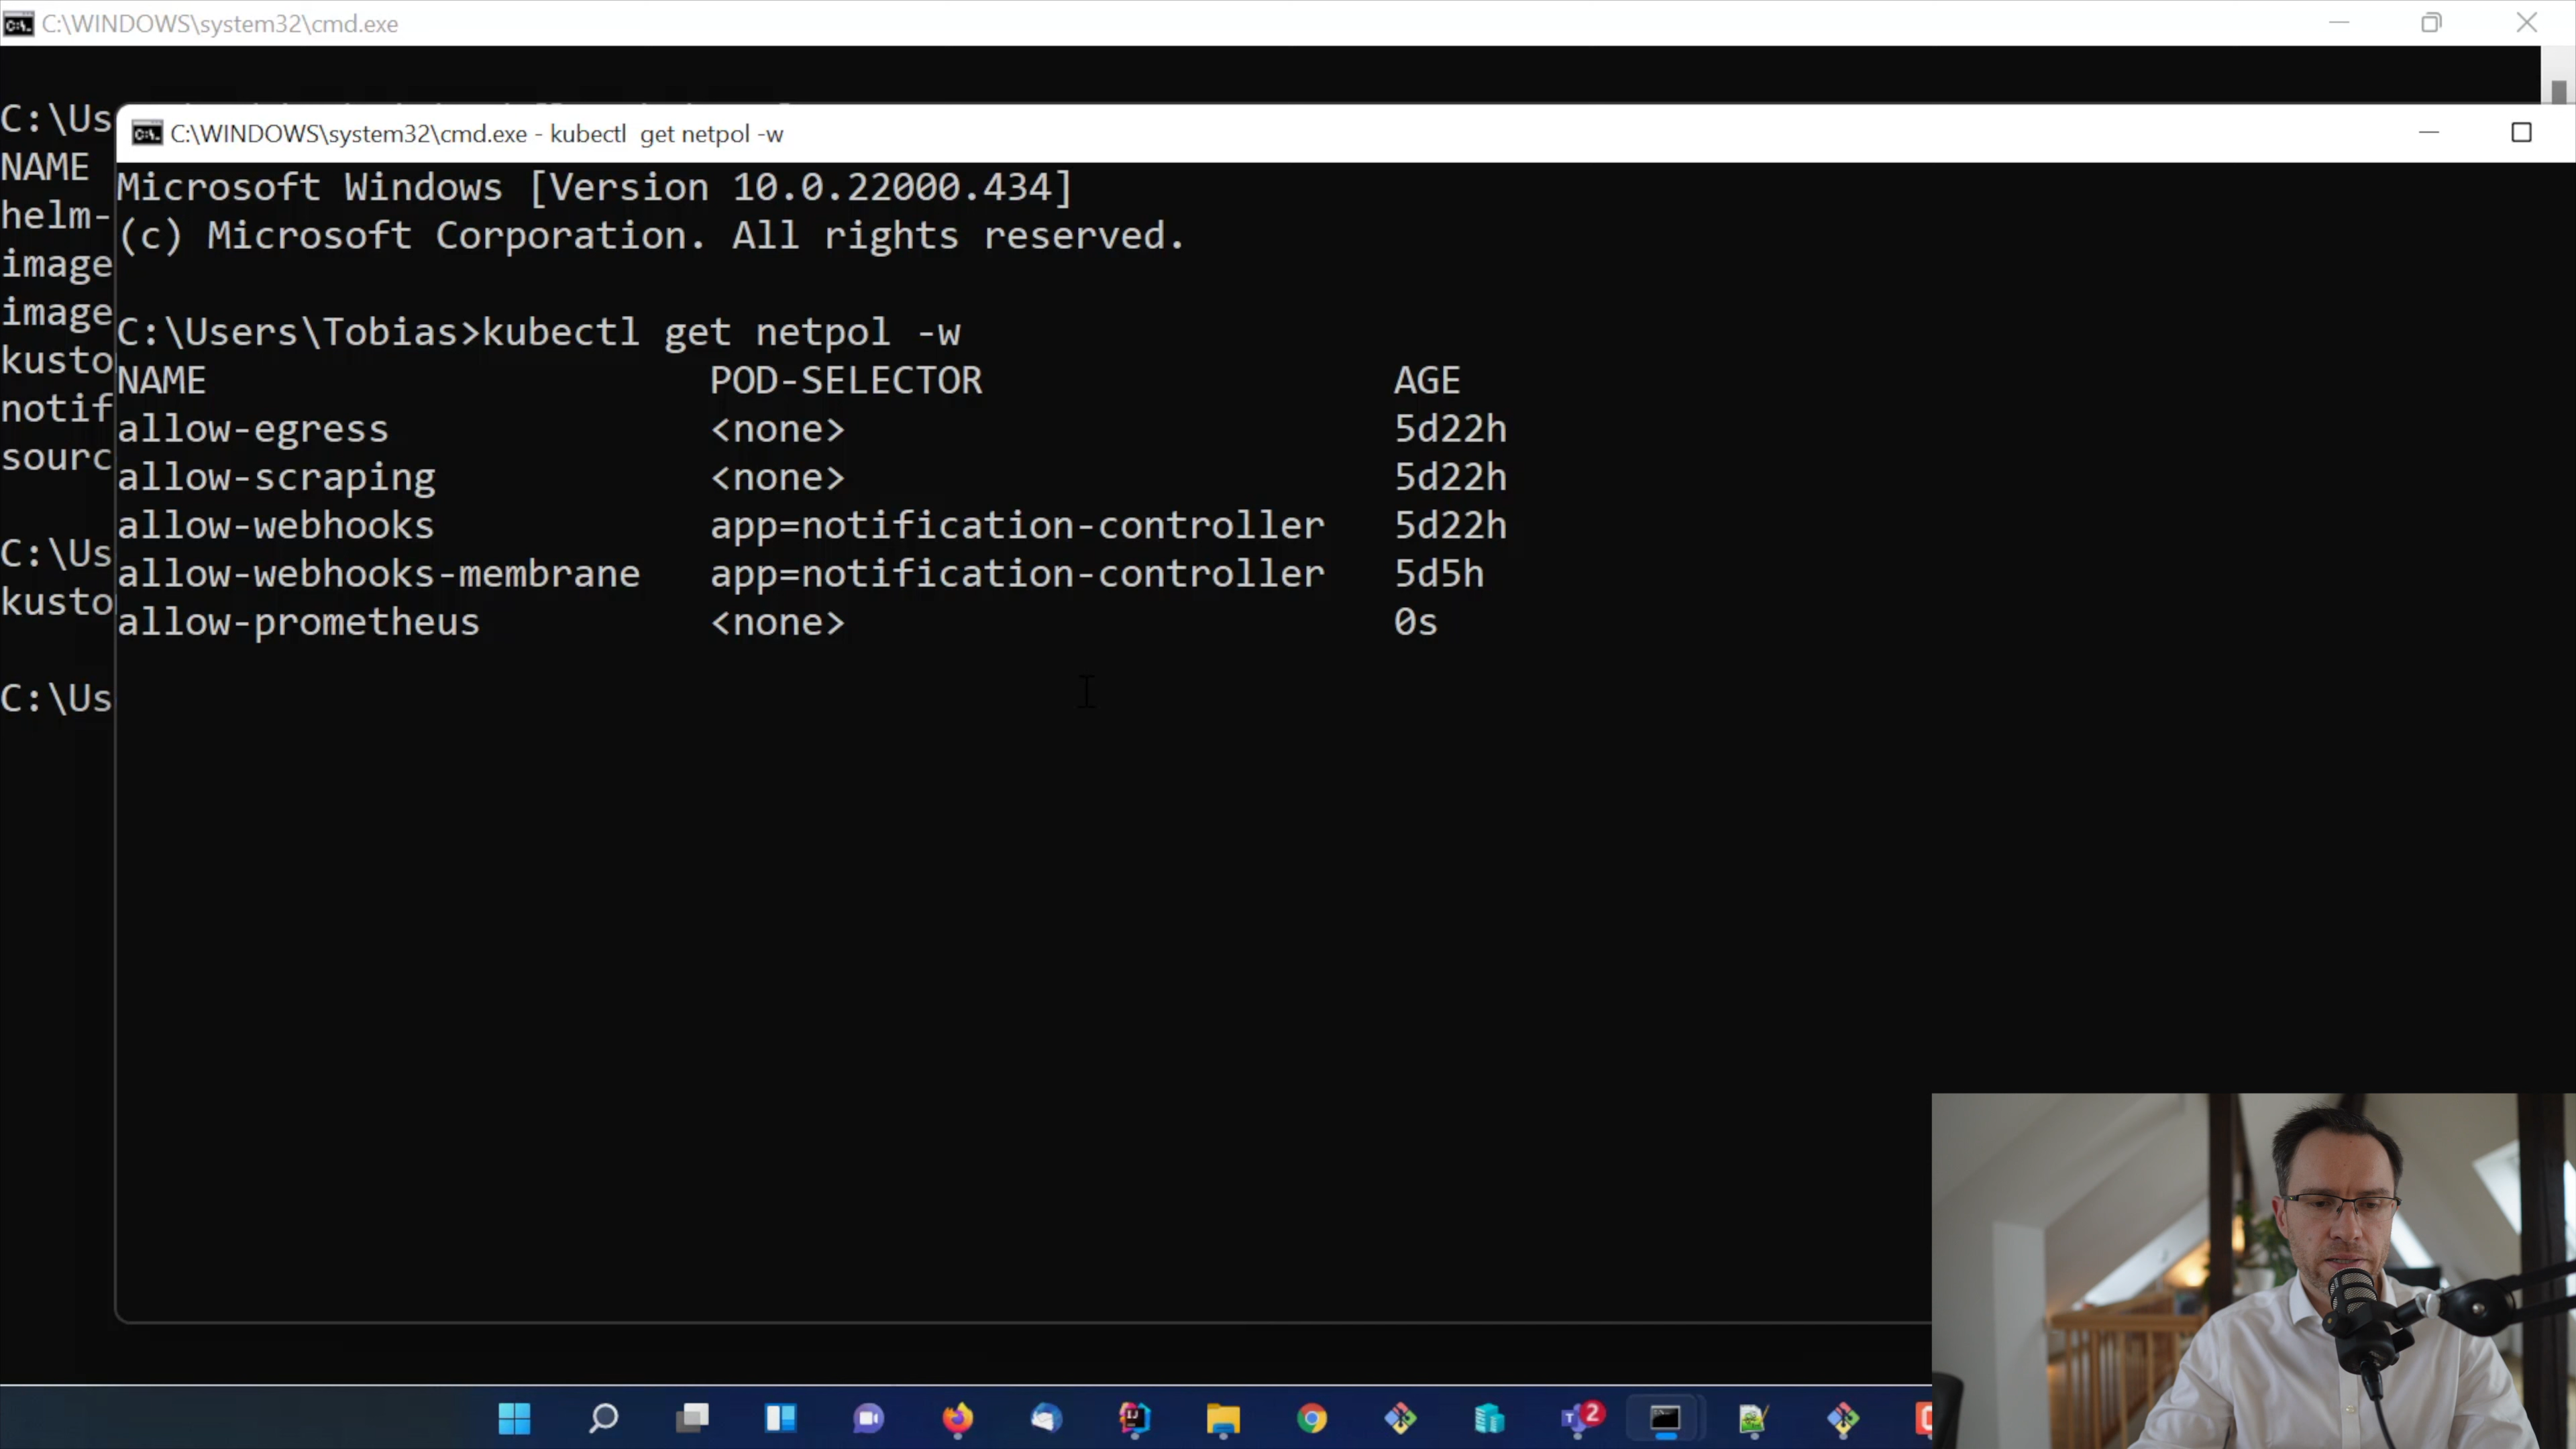 C:\WINDOWS\system32\cmd.exe
C:\Us
NAME
helm-
image
image
kusto
notif
sourc
C:\Us
kusto
C:\Us
C:\WINDOWS\system32\cmd.exe - kubectl  get netpol -w
Microsoft Windows [Version 10.0.22000.434]
(c) Microsoft Corporation. All rights reserved.
C:\Users\Tobias>kubectl get netpol -w
NAME POD-SELECTOR AGE
allow-egress <none> 5d22h
allow-scraping <none> 5d22h
allow-webhooks app=notification-controller 5d22h
allow-webhooks-membrane app=notification-controller 5d5h
allow-prometheus <none> 0s
2